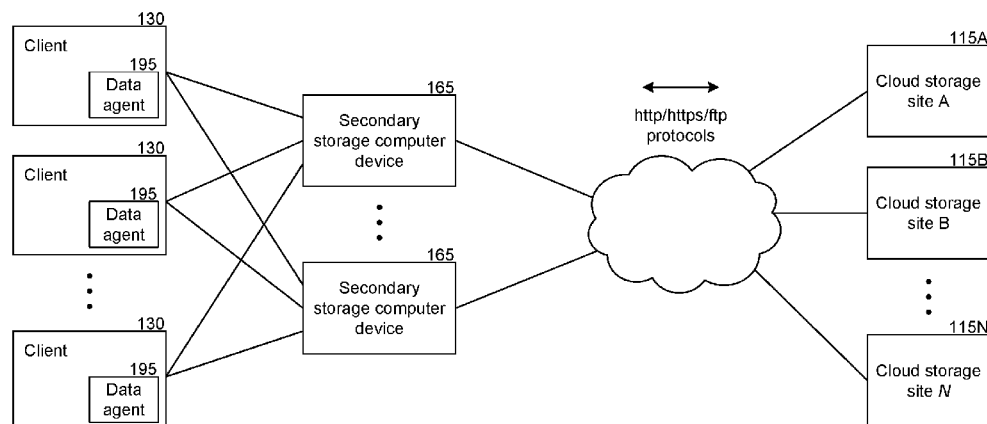 130
Client
195
Data
agent
130
Client
195
Data
agent
130
Client
195
Data
agent
165
Secondary
storage computer
device
165
Secondary
storage computer
device
http/https/ftp
protocols
115A
Cloud storage
site A
115B
Cloud storage
site B
115N
Cloud storage
site N